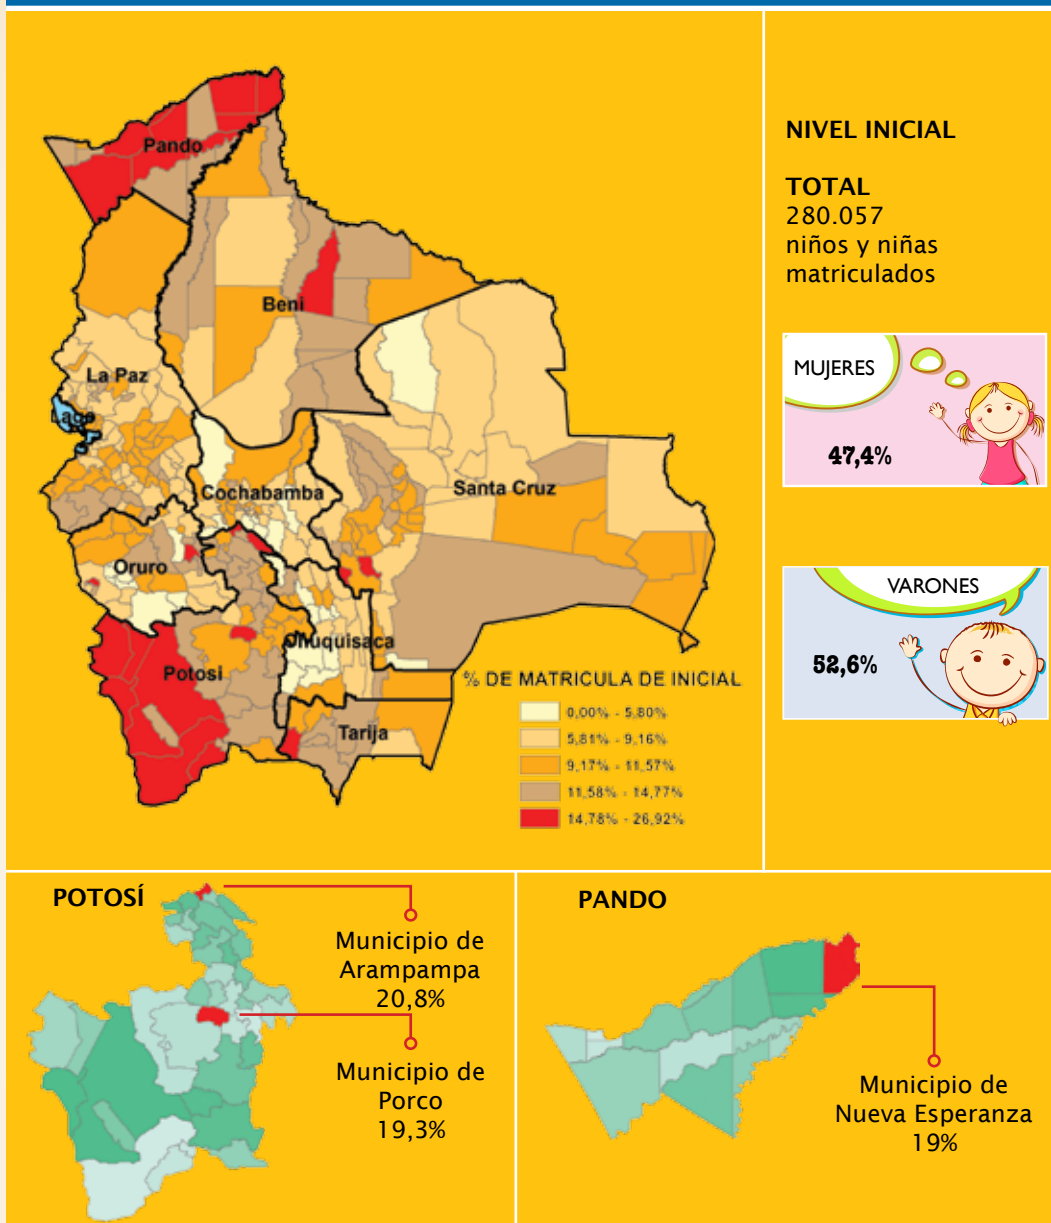 Pando
Beni
La Paz
Lago
Cochabamba
Santa Cruz
Oruro
Chuquisaca
Potosi
Tarija
% DE MATRICULA DE INICIAL
0,00% - 5,80%
5,81% - 9,16%
9,17% - 11,57%
11,58% - 14,77%
14,78% - 26,92%
NIVEL INICIAL
TOTAL
280.057
niños y niñas
matriculados
MUJERES
47,4%
VARONES
52,6%
POTOSÍ
Municipio de
Arampampa
20,8%
Municipio de
Porco
19,3%
PANDO
Municipio de
Nueva Esperanza
19%